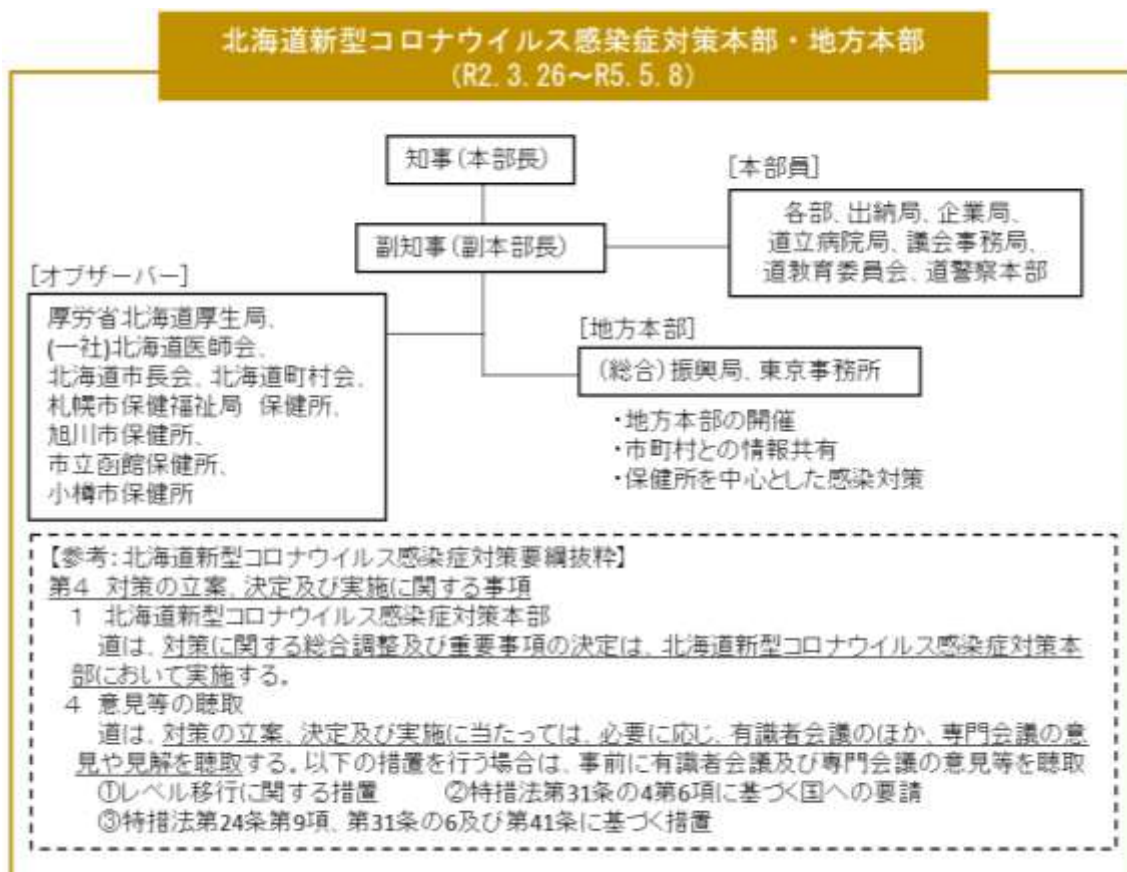 北海道新型コロナウイルス感染症対策本部・地方本部
(R2.3.26～R5.5.8)
知事(本部長)
副知事(副本部長)
[本部員]
各部、出納局、企業局、
道立病院局、議会事務局、
道教育委員会、道警察本部
[オブザーバー]
厚労省北海道厚生局、
(一社)北海道医師会、
北海道市長会、北海道町村会、
札幌市保健福祉局 保健所、
旭川市保健所、
市立函館保健所、
小樽市保健所
[地方本部]
(総合)振興局、東京事務所
・地方本部の開催
・市町村との情報共有
・保健所を中心とした感染対策
【参考:北海道新型コロナウイルス感染症対策要綱抜粋】
第4 対策の立案、決定及び実施に関する事項
1 北海道新型コロナウイルス感染症対策本部
道は、対策に関する総合調整及び重要事項の決定は、北海道新型コロナウイルス感染症対策本
部において実施する。
4 意見等の聴取
道は、対策の立案、決定及び実施に当たっては、必要に応じ、有識者会議のほか、専門会議の意
見や見解を聴取する。以下の措置を行う場合は、事前に有識者会議及び専門会議の意見等を聴取
①レベル移行に関する措置 ②特措法第31条の4第6項に基づく国への要請
③特措法第24条第9項、第31条の6及び第41条に基づく措置